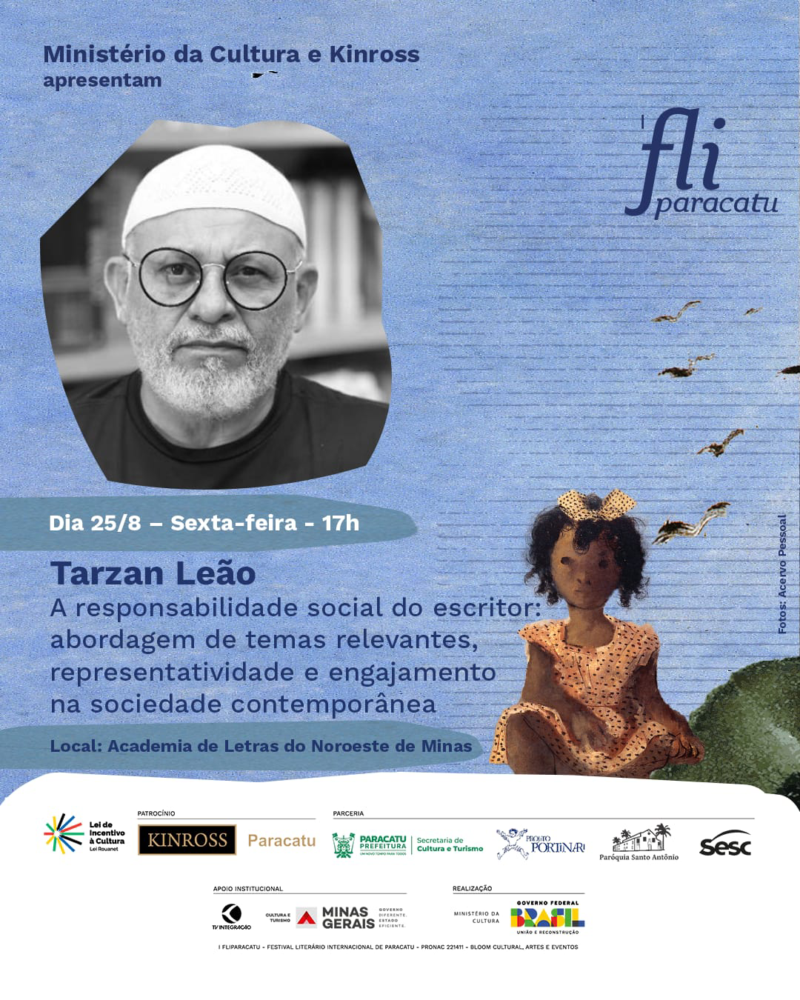 Ministério da Cultura e Kinross
apresentam
I fli
paracatu
Dia 25/8 – Sexta-feira - 17h
Tarzan Leão
A responsabilidade social do escritor:
abordagem de temas relevantes,
representatividade e engajamento
na sociedade contemporânea
Local: Academia de Letras do Noroeste de Minas
Fotos: Acervo Pessoal
Lei de
Incentivo
à Cultura
Lei Rouanet
PATROCÍNIO
KINROSS
Paracatu
PARCERIA
PARACATU
PREFEITURA
UM NOVO TEMPO PARA TODOS
Secretaria de
Cultura e Turismo
PROJETO
PORTINARI
Paróquia Santo Antônio
Sesc
APOIO INSTITUCIONAL
TV INTEGRAÇÃO
CULTURA E
TURISMO
MINAS
GERAIS
GOVERNO
DIFERENTE.
ESTADO
EFICIENTE.
REALIZAÇÃO
MINISTÉRIO DA
CULTURA
GOVERNO FEDERAL
BRASIL
UNIÃO E RECONSTRUÇÃO
I FLIPARACATU - FESTIVAL LITERÁRIO INTERNACIONAL DE PARACATU - PRONAC 221411 - BLOOM CULTURAL, ARTES E EVENTOS